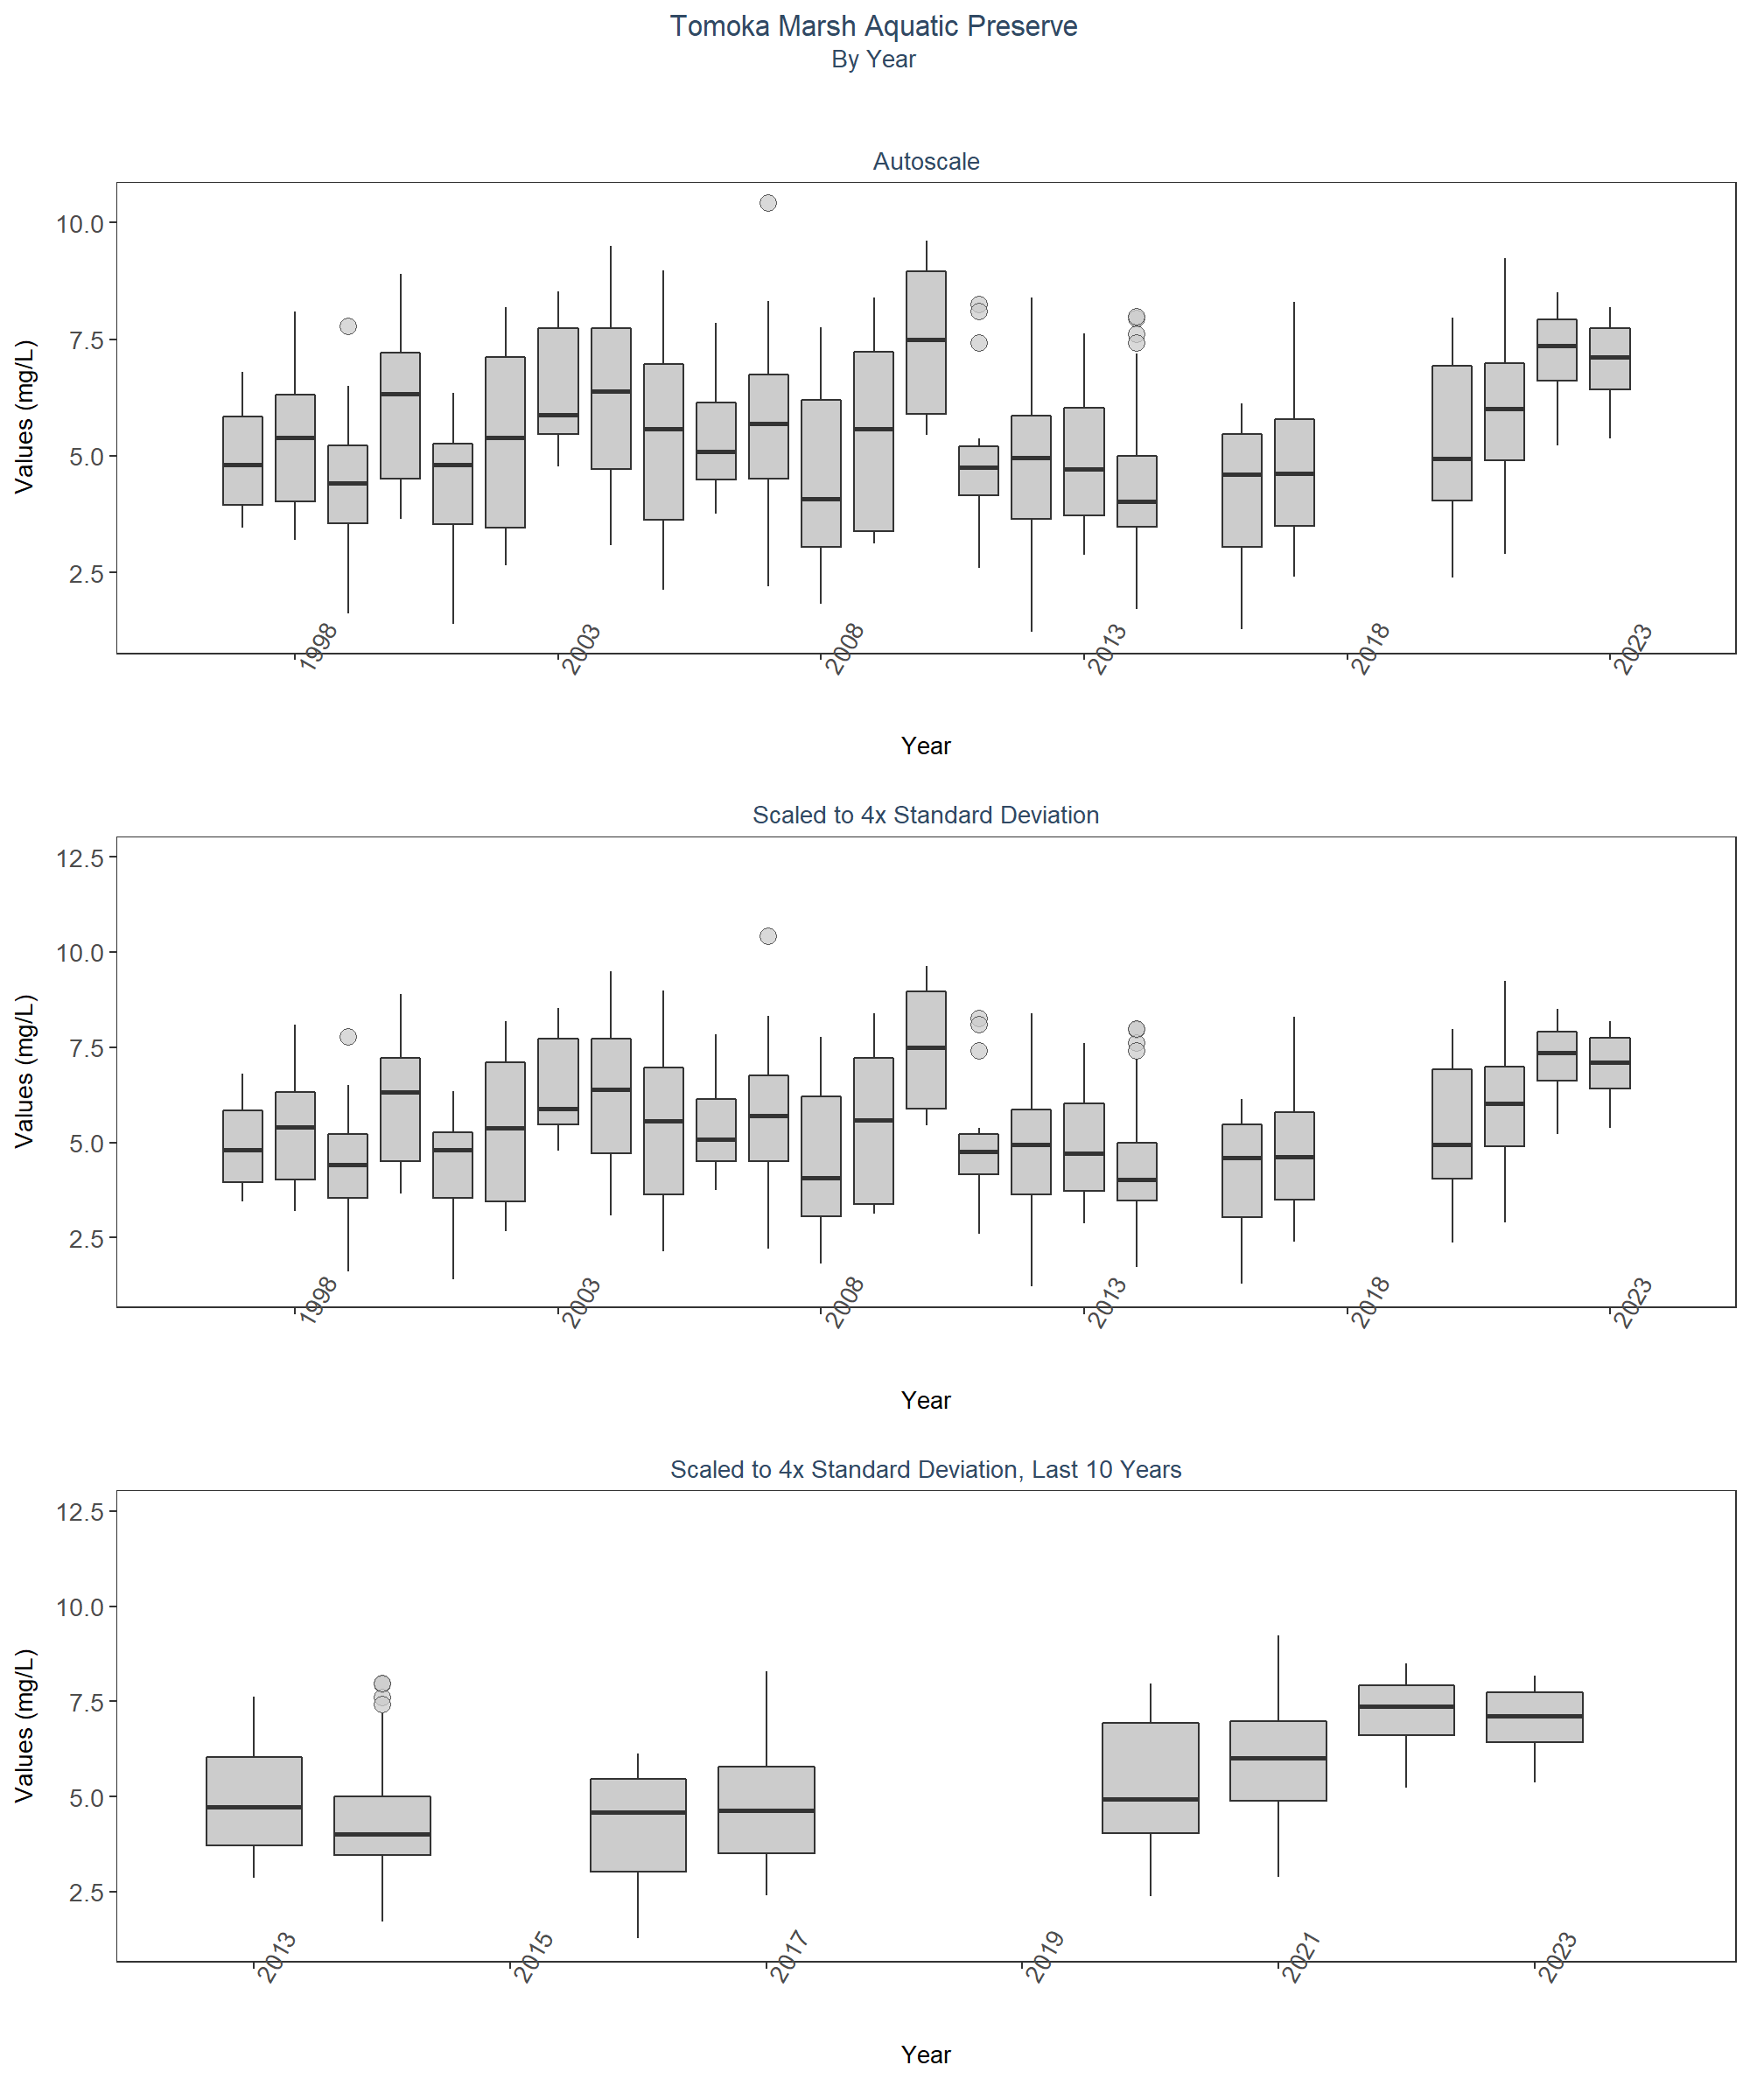 Tomoka Marsh Aquatic Preserve
By Year
Autoscale
Values (mg/L)
10.0
7.5
5.0
2.5
1998 2003 2008 2013 2018 2023
Year
Scaled to 4x Standard Deviation
Values (mg/L)
12.5
10.0
7.5
5.0
2.5
1998 2003 2008 2013 2018 2023
Year
Scaled to 4x Standard Deviation, Last 10 Years
Values (mg/L)
12.5
10.0
7.5
5.0
2.5
2013 2015 2017 2019 2021 2023
Year